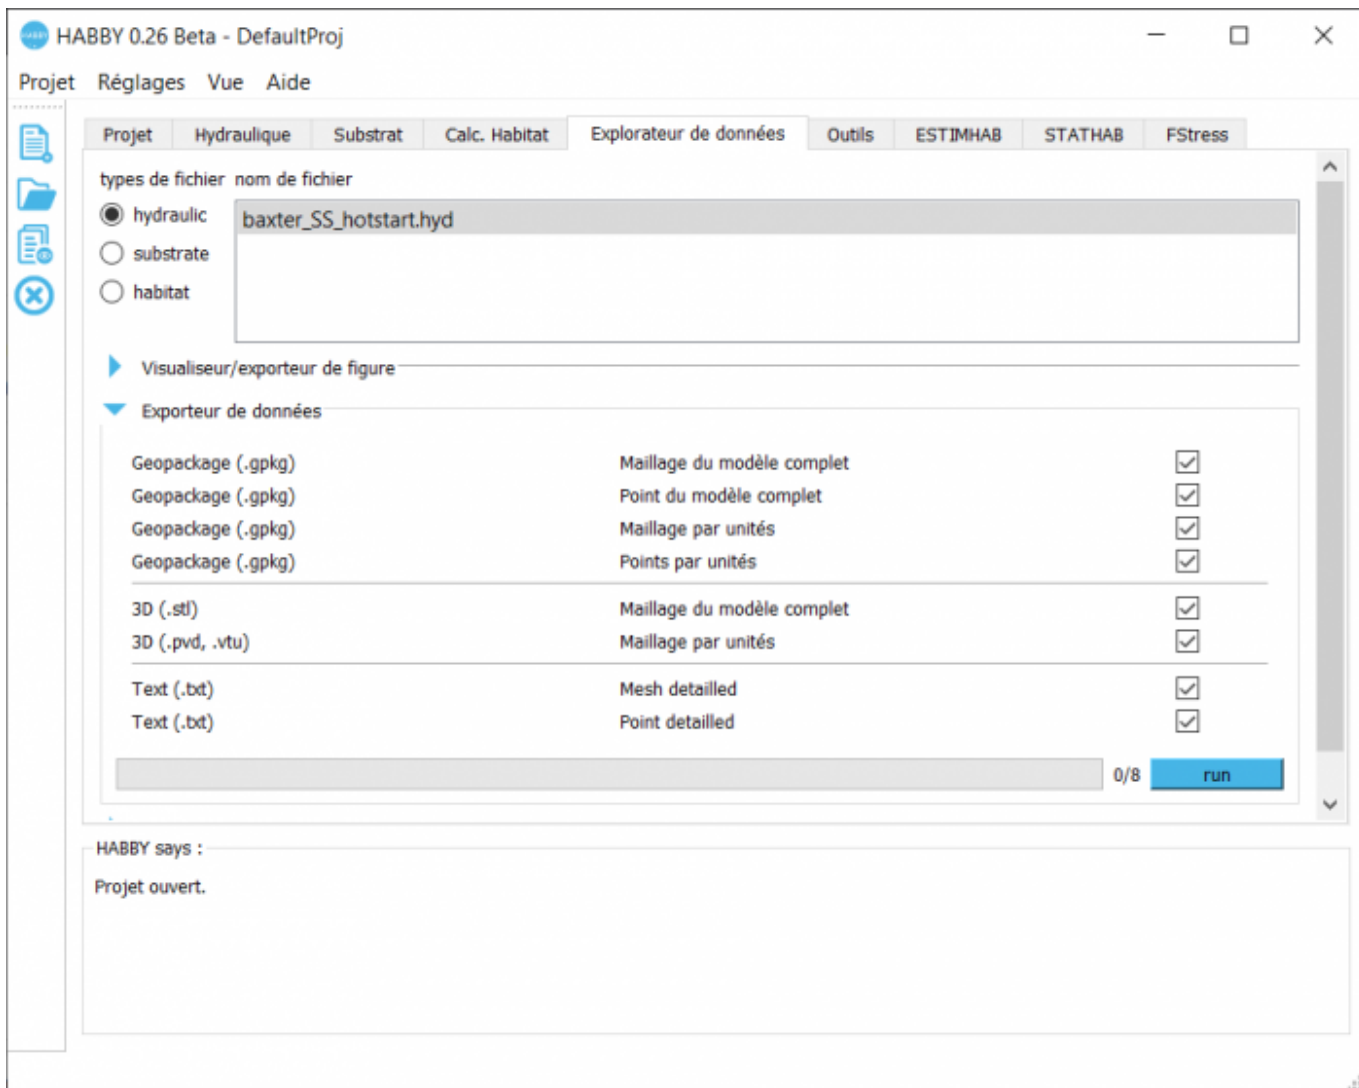 HABBY 0.26 Beta - DefaultProj
Projet Réglages Vue Aide
Projet Hydraulique Substrat Calc. Habitat Explorateur de données Outils ESTIMHAB STATHAB FStress
types de fichier nom de fichier
hydraulic baxter_SS_hotstart.hyd
substrate
habitat
Visualiseur/exporteur de figure
Exporteur de données
Geopackage (.gpkg) Maillage du modèle complet
Geopackage (.gpkg) Point du modèle complet
Geopackage (.gpkg) Maillage par unités
Geopackage (.gpkg) Points par unités
3D (.stl) Maillage du modèle complet
3D (.pvd, .vtu) Maillage par unités
Text (.txt) Mesh detailled
Text (.txt) Point detailled
0/8 run
HABBY says :
Projet ouvert.